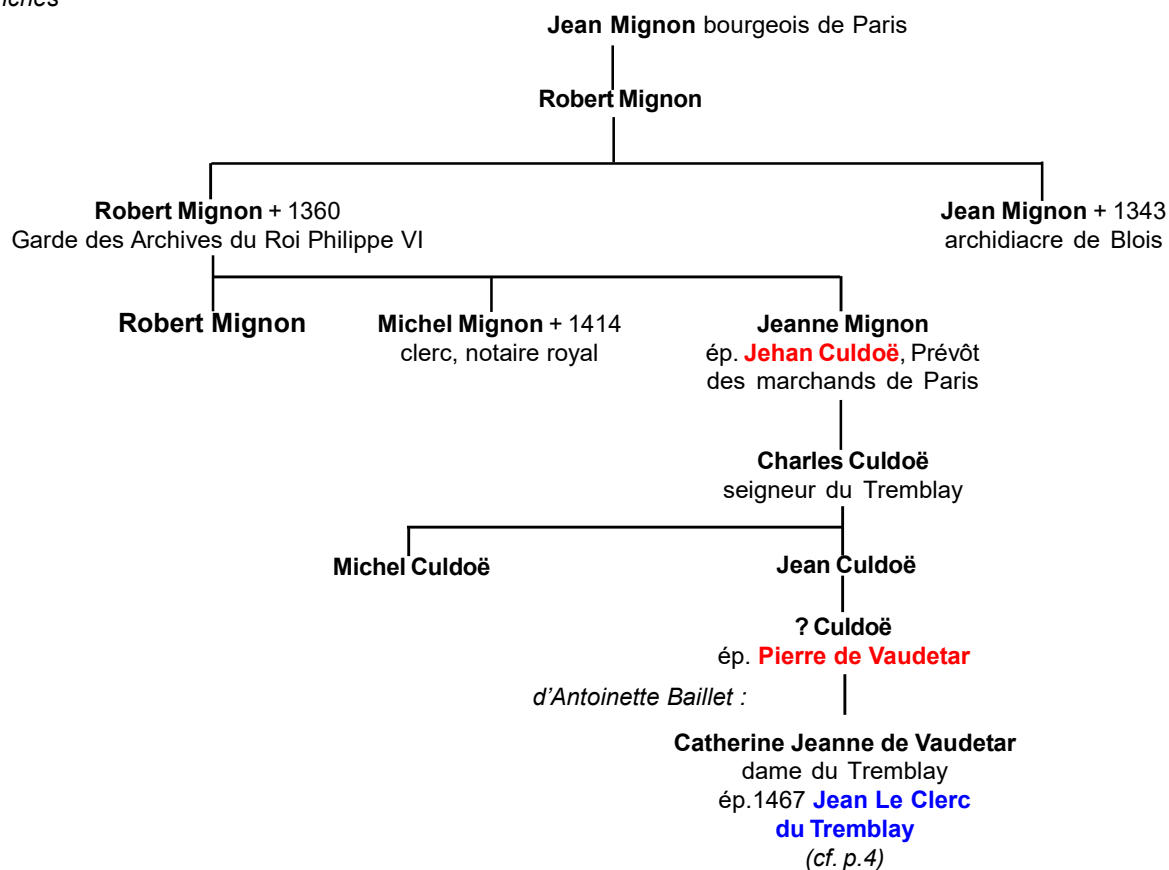 Jean Mignon bourgeois de Paris
Robert Mignon
Robert Mignon + 1360
Garde des Archives du Roi Philippe VI
Jean Mignon + 1343
archidiacre de Blois
Robert Mignon
Michel Mignon + 1414
clerc, notaire royal
Jeanne Mignon
ép. Jehan Culdoë, Prévôt
des marchands de Paris
Charles Culdoë
seigneur du Tremblay
Michel Culdoë
Jean Culdoë
? Culdoë
ép. Pierre de Vaudetar
d’Antoinette Baillet :
Catherine Jeanne de Vaudetar
dame du Tremblay
ép.1467 Jean Le Clerc
du Tremblay
(cf. p.4)